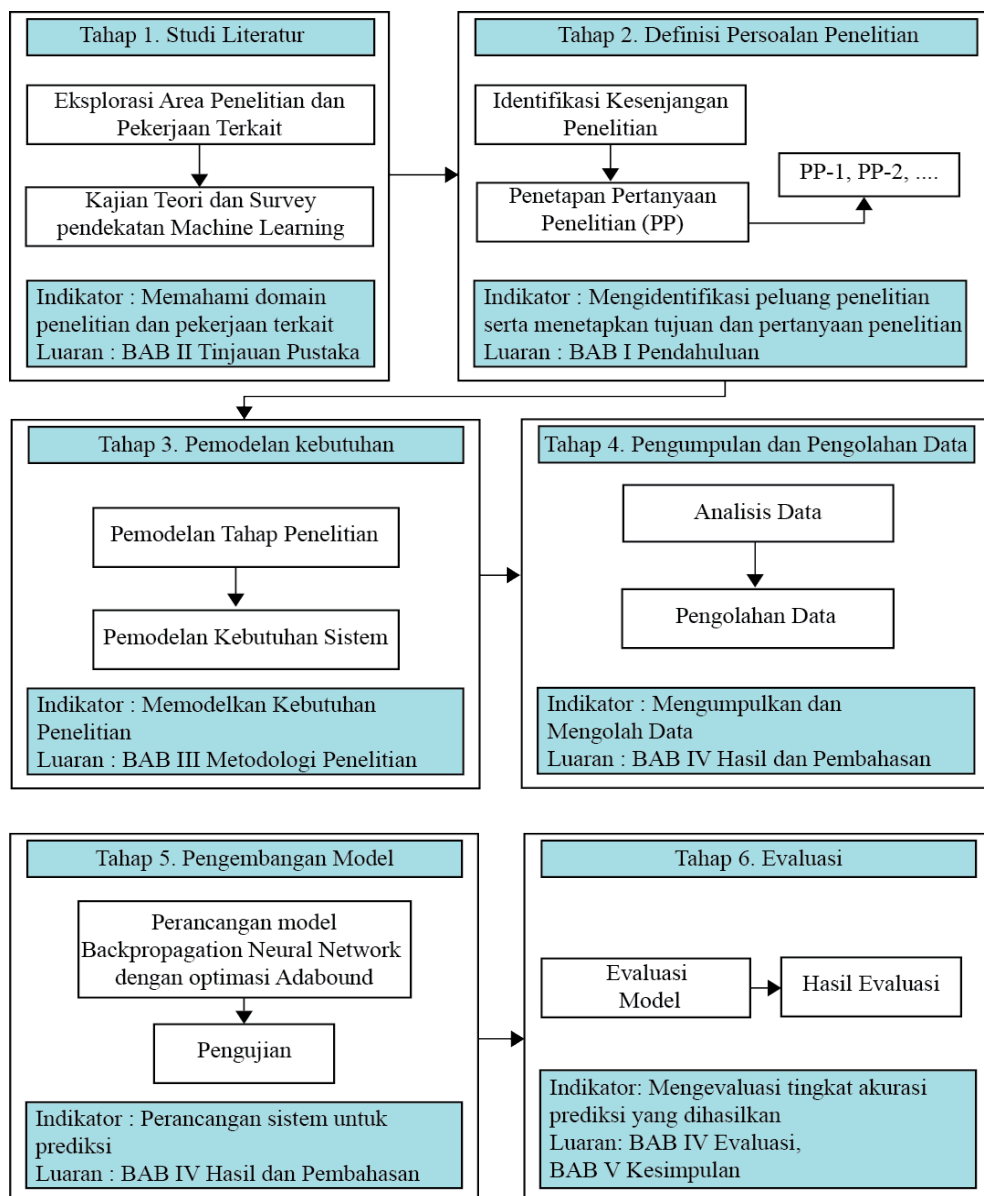 Tahap 1. Studi Literatur
Eksplorasi Area Penelitian dan
Pekerjaan Terkait
Kajian Teori dan Survey
pendekatan Machine Learning
Indikator : Memahami domain
penelitian dan pekerjaan terkait
Luaran : BAB II Tinjauan Pustaka
Tahap 2. Definisi Persoalan Penelitian
Identifikasi Kesenjangan
Penelitian
Penetapan Pertanyaan
Penelitian (PP)
PP-1, PP-2, ....
Indikator : Mengidentifikasi peluang penelitian
serta menetapkan tujuan dan pertanyaan penelitian
Luaran : BAB I Pendahuluan
Tahap 3. Pemodelan kebutuhan
Pemodelan Tahap Penelitian
Pemodelan Kebutuhan Sistem
Indikator : Memodelkan Kebutuhan
Penelitian
Luaran : BAB III Metodologi Penelitian
Tahap 4. Pengumpulan dan Pengolahan Data
Analisis Data
Pengolahan Data
Indikator : Mengumpulkan dan
Mengolah Data
Luaran : BAB IV Hasil dan Pembahasan
Tahap 5. Pengembangan Model
Perancangan model
Backpropagation Neural Network
dengan optimasi Adabound
Pengujian
Indikator : Perancangan sistem untuk
prediksi
Luaran : BAB IV Hasil dan Pembahasan
Tahap 6. Evaluasi
Evaluasi
Model
Hasil Evaluasi
Indikator: Mengevaluasi tingkat akurasi
prediksi yang dihasilkan
Luaran: BAB IV Evaluasi,
BAB V Kesimpulan